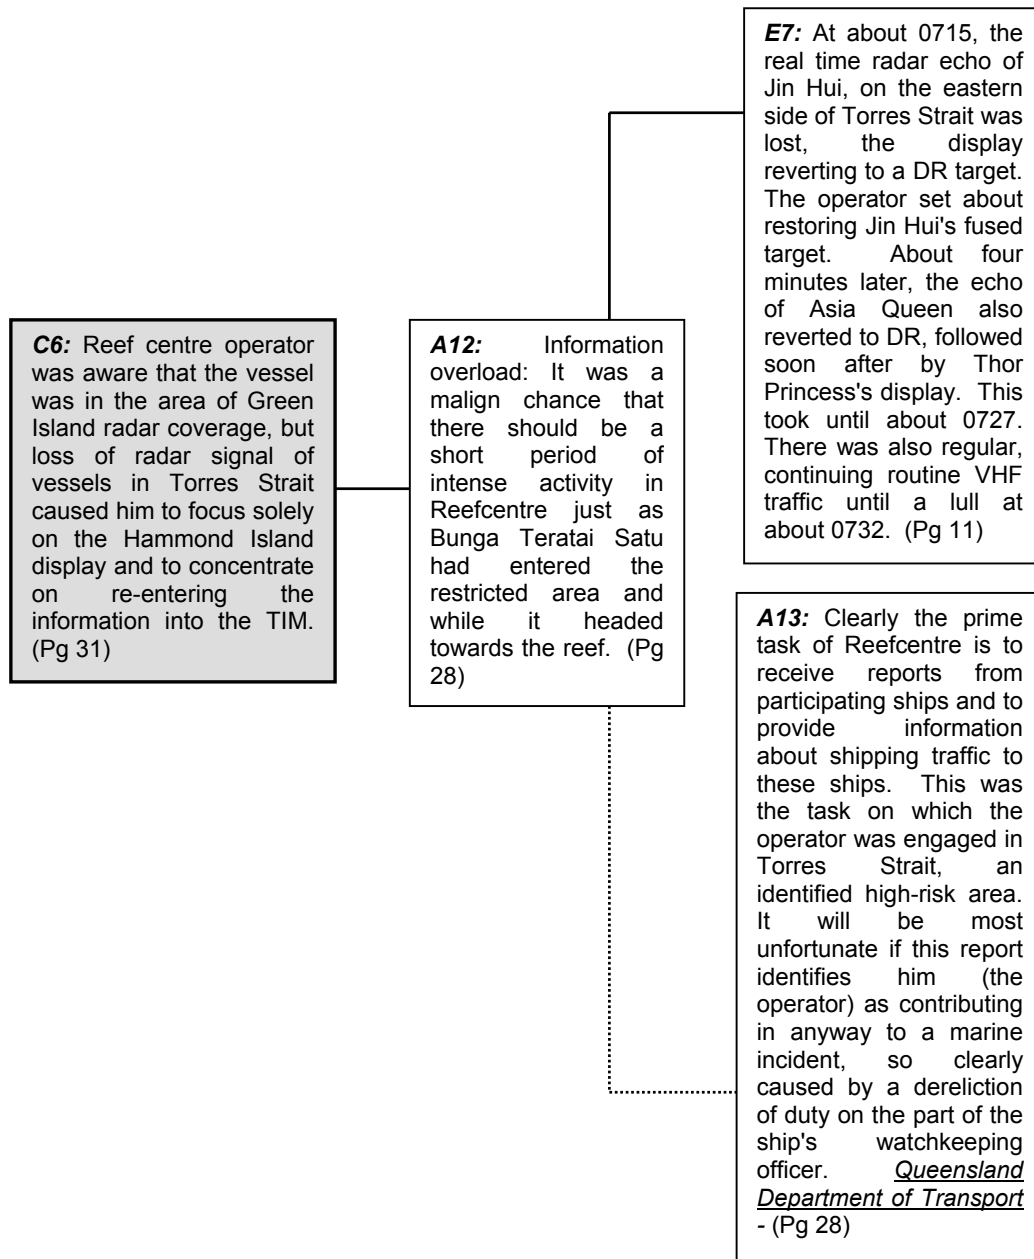 C6: Reef centre operator
was aware that the vessel
was in the area of Green
Island radar coverage, but
loss of radar signal of
vessels in Torres Strait
caused him to focus solely
on the Hammond Island
display and to concentrate
on re-entering the
information into the TIM.
(Pg 31)
A12: Information
overload: It was a
malign chance that
there should be a
short period of
intense activity in
Reefcentre just as
Bunga Teratai Satu
had entered the
restricted area and
while it headed
towards the reef. (Pg
28)
E7: At about 0715, the
real time radar echo of
Jin Hui, on the eastern
side of Torres Strait was
lost, the display
reverting to a DR target.
The operator set about
restoring Jin Hui's fused
target. About four
minutes later, the echo
of Asia Queen also
reverted to DR, followed
soon after by Thor
Princess's display. This
took until about 0727.
There was also regular,
continuing routine VHF
traffic until a lull at
about 0732. (Pg 11)
A13: Clearly the prime
task of Reefcentre is to
receive reports from
participating ships and to
provide information
about shipping traffic to
these ships. This was
the task on which the
operator was engaged in
Torres Strait, an
identified high-risk area.
It will be most
unfortunate if this report
identifies him (the
operator) as contributing
in anyway to a marine
incident, so clearly
caused by a dereliction
of duty on the part of the
ship's watchkeeping
officer. Queensland
Department of Transport
- (Pg 28)